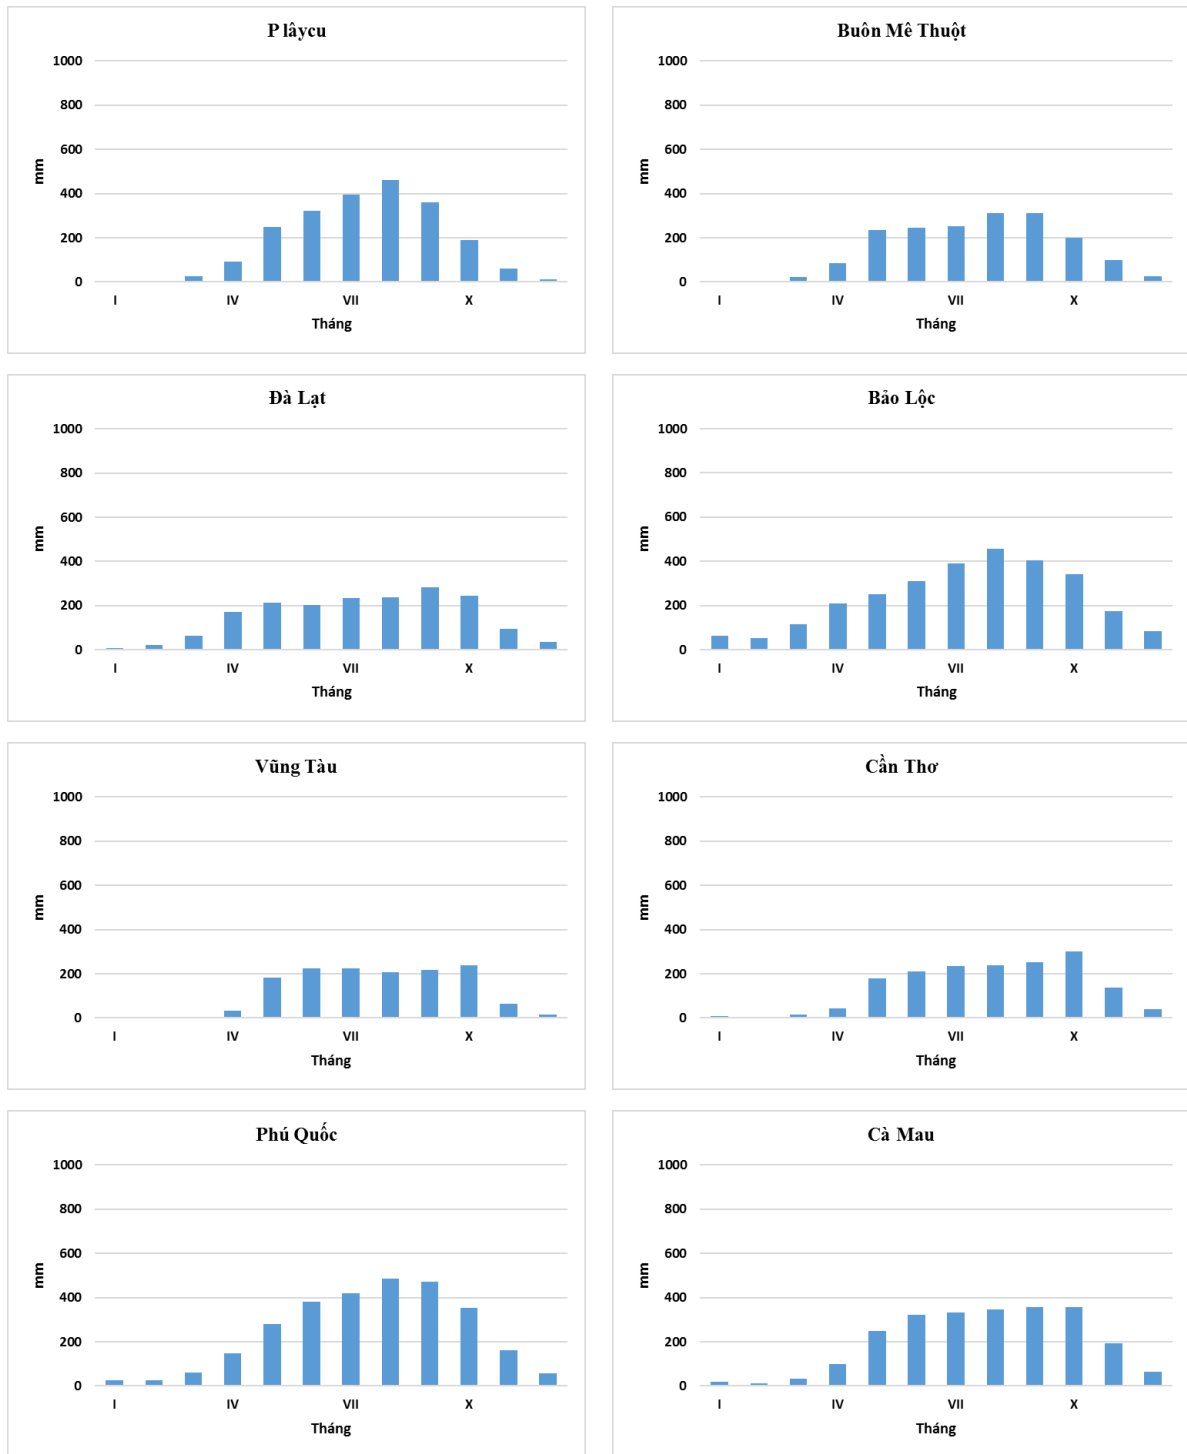 P lâycu
1000
800
600
400
200
0
mm
I IV VII X
Tháng
Buôn Mê Thuột
1000
800
600
400
200
0
mm
I IV VII X
Tháng
Đà Lạt
1000
800
600
400
200
0
mm
I IV VII X
Tháng
Bảo Lộc
1000
800
600
400
200
0
mm
I IV VII X
Tháng
Vũng Tàu
1000
800
600
400
200
0
mm
I IV VII X
Tháng
Cần Thơ
1000
800
600
400
200
0
mm
I IV VII X
Tháng
Phú Quốc
1000
800
600
400
200
0
mm
I IV VII X
Tháng
Cà Mau
1000
800
600
400
200
0
mm
I IV VII X
Tháng